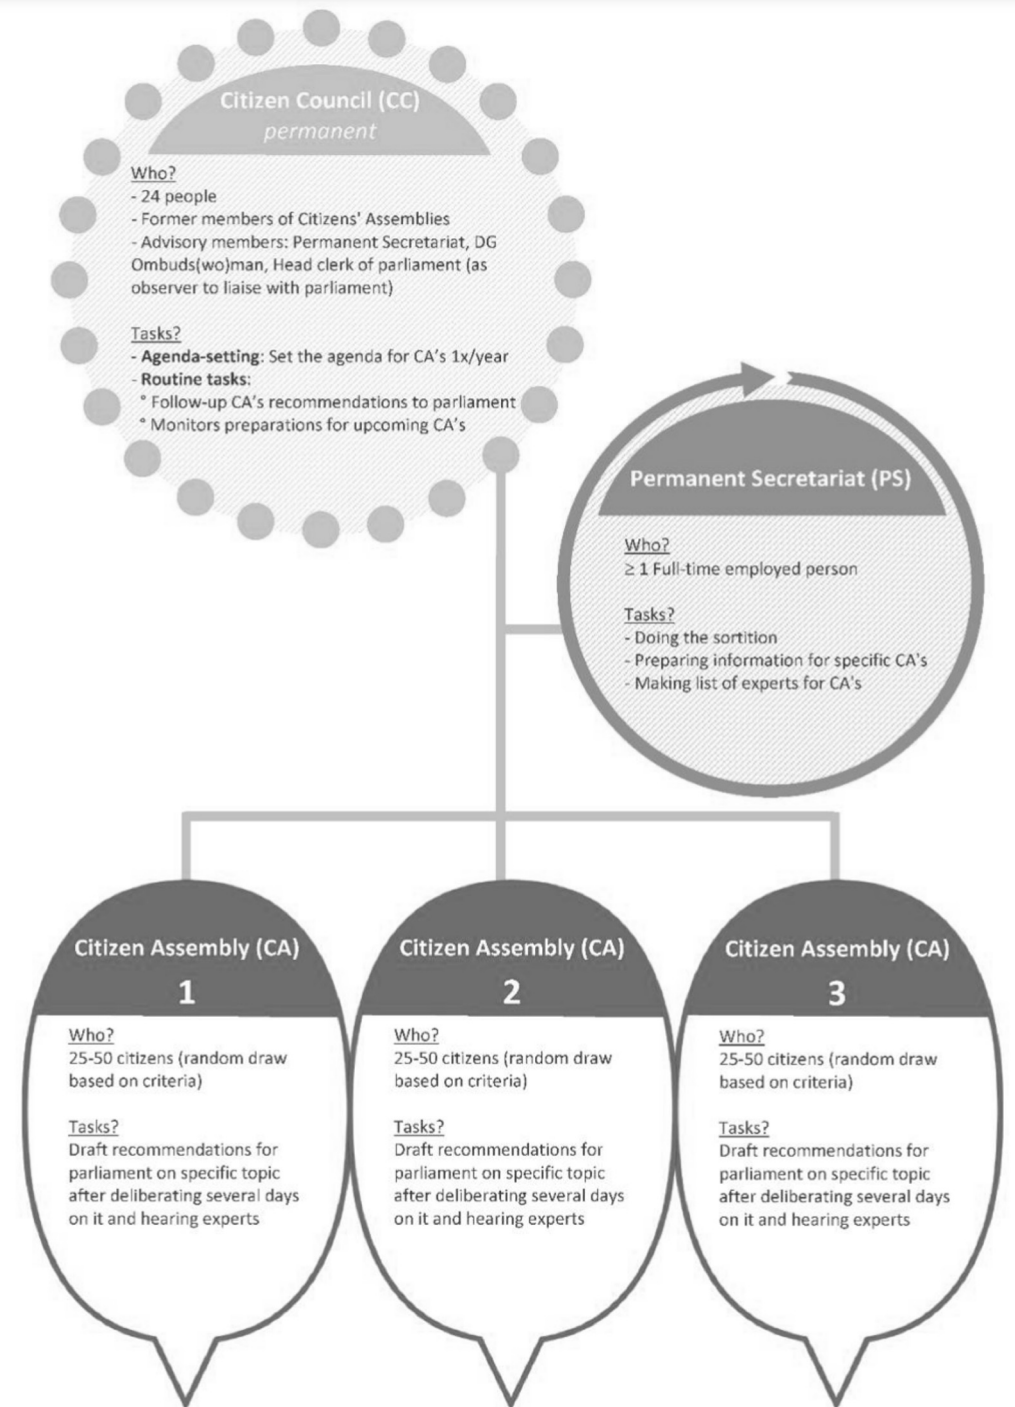 Citizen Council (CC)
permanent
Who?
- 24 people
- Former members of Citizens' Assemblies
- Advisory members: Permanent Secretariat, DG
Ombuds(wo)man, Head clerk of parliament (as
observer to liaise with parliament)
Tasks?
- Agenda-setting: Set the agenda for CA's 1x/year
- Routine tasks:
° Follow-up CA's recommendations to parliament
° Monitors preparations for upcoming CA's
Permanent Secretariat (PS)
Who?
≥ 1 Full-time employed person
Tasks?
- Doing the sortition
- Preparing information for specific CA's
- Making list of experts for CA's
Citizen Assembly (CA)
1
Who?
25-50 citizens (random draw
based on criteria)
Tasks?
Draft recommendations for
parliament on specific topic
after deliberating several days
on it and hearing experts
Citizen Assembly (CA)
2
Who?
25-50 citizens (random draw
based on criteria)
Tasks?
Draft recommendations for
parliament on specific topic
after deliberating several days
on it and hearing experts
Citizen Assembly (CA)
3
Who?
25-50 citizens (random draw
based on criteria)
Tasks?
Draft recommendations for
parliament on specific topic
after deliberating several days
on it and hearing experts